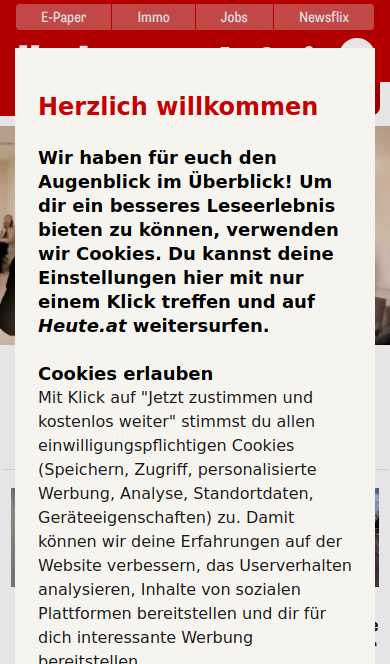 E-Paper Immo Jobs Newsflix
Herzlich willkommen
Wir haben für euch den
Augenblick im Überblick! Um
dir ein besseres Leseerlebnis
bieten zu können, verwenden
wir Cookies. Du kannst deine
Einstellungen hier mit nur
einem Klick treffen und auf
Heute.at weitersurfen.
Cookies erlauben
Mit Klick auf "Jetzt zustimmen und
kostenlos weiter" stimmst du allen
einwilligungspflichtigen Cookies
(Speichern, Zugriff, personalisierte
Werbung, Analyse, Standortdaten,
Geräteeigenschaften) zu. Damit
können wir deine Erfahrungen auf der
Website verbessern, das Userverhalten
analysieren, Inhalte von sozialen
Plattformen bereitstellen und dir für
dich interessante Werbung
bereitstellen.